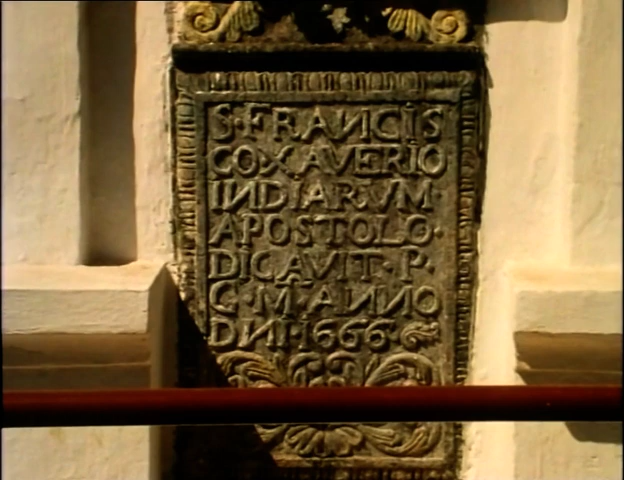 S·FRANCIS
CO·XAVERIO
INDIARVM·
APOSTOLO·
DICAVIT·P·
G·M·ANNO
DNI·1666·